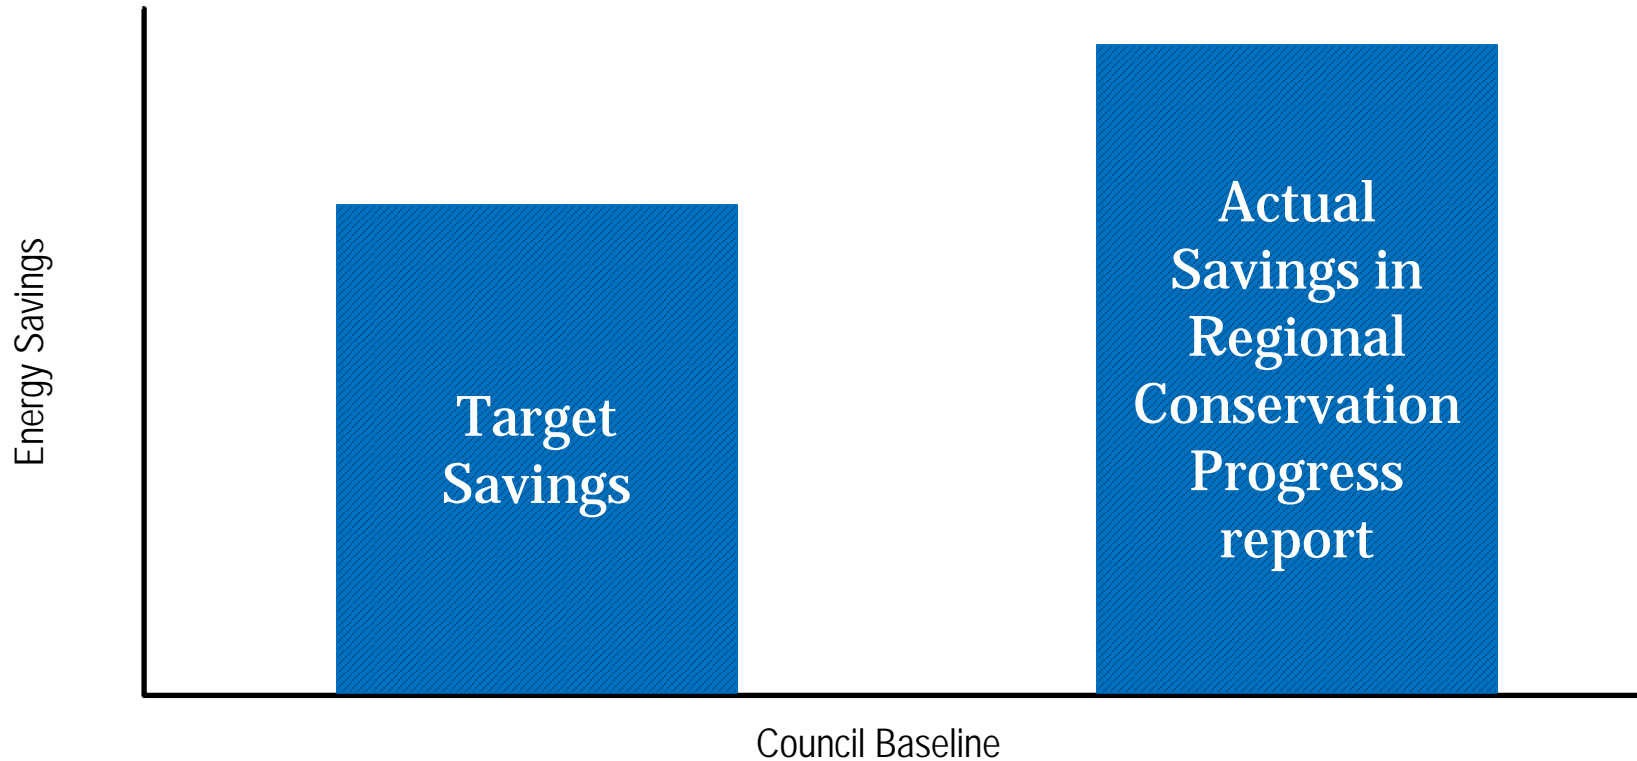 Energy Savings
Target
Savings
Actual
Savings in
Regional
Conservation
Progress
report
Council Baseline